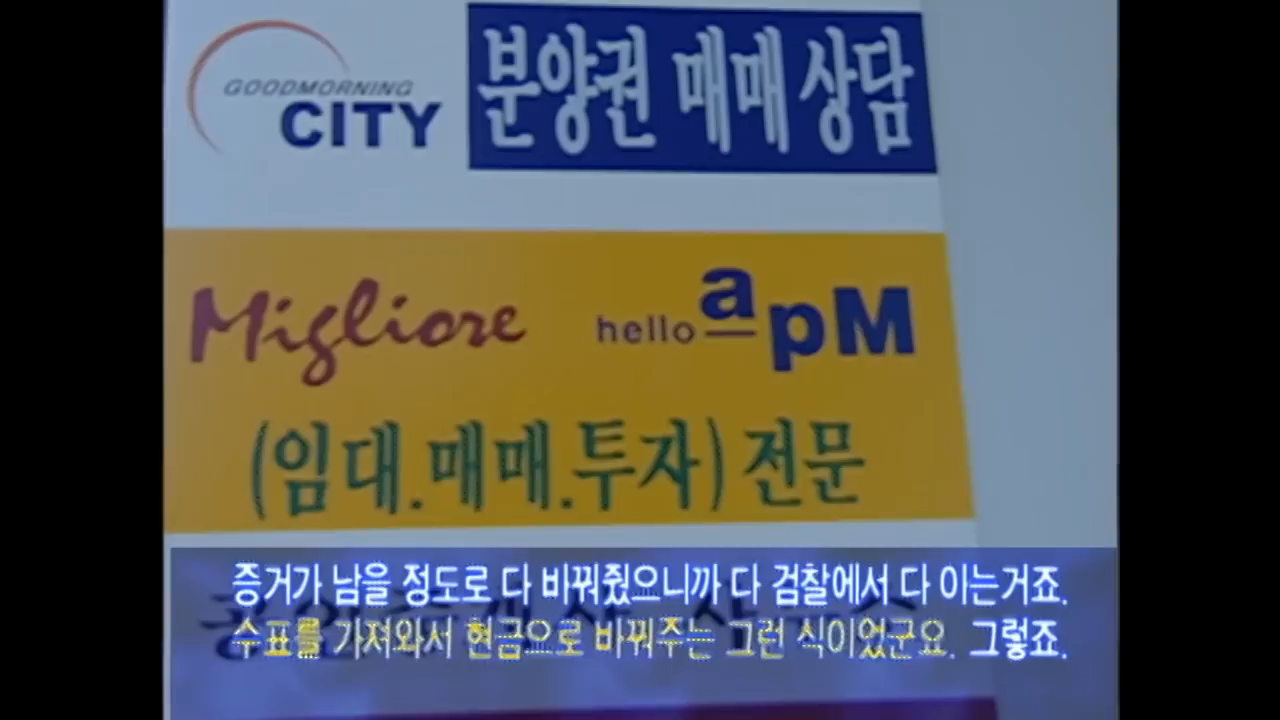 GOODMORNING
CITY
분양권 매매 상담
Migliore hello apM
(임대.매매.투자) 전문
증거가 남을 정도로 다 바꿔줬으니까 다 검찰에서 다 아는거죠.
수표를 가져와서 현금으로 바꿔주는 그런 식이었군요. 그렇죠.